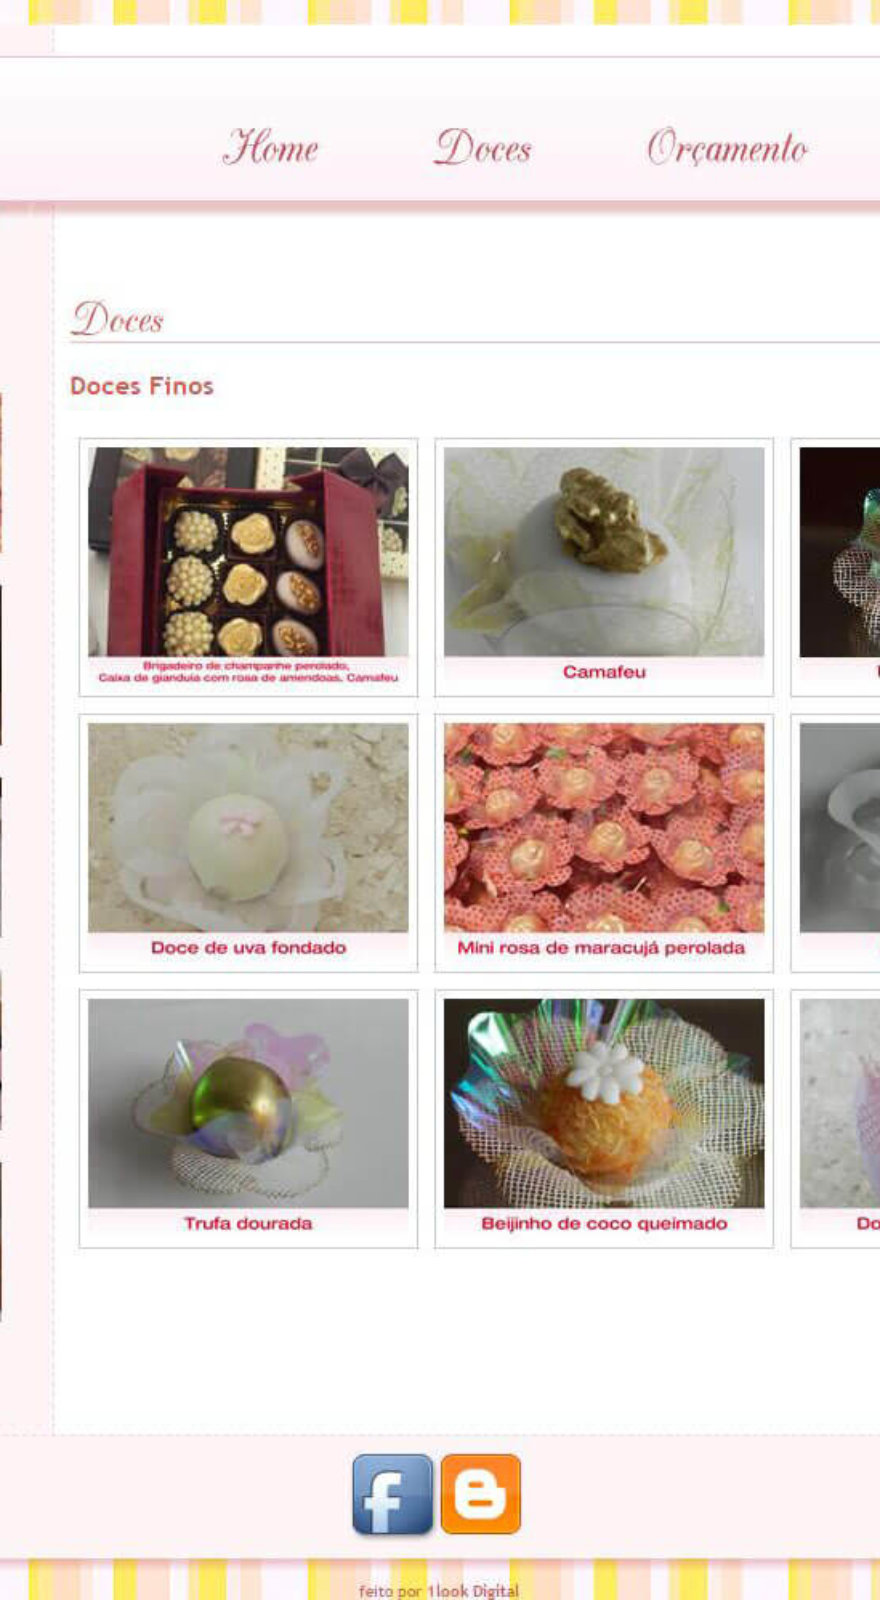 Home Doces Orçamento
Doces
Doces Finos
Brigadeiro de champanhe perolado,
Caixa de gianduia com rosa de amendoas, Camafeu
Camafeu
Doce de uva fondado
Mini rosa de maracujá perolada
Trufa dourada
Beijinho de coco queimado
Do
feito por 1look Digital